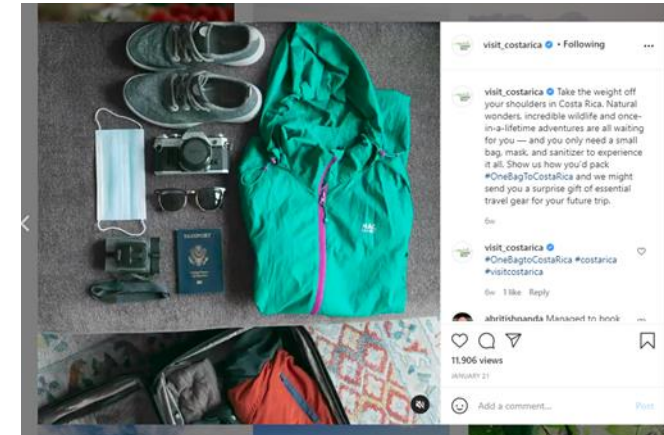 visit_costarica • Following
visit_costarica Take the weight off
your shoulders in Costa Rica. Natural
wonders, incredible wildlife and once-
in-a-lifetime adventures are all waiting
for you — and you only need a small
bag, mask, and sanitizer to experience
it all. Show us how you'd pack
#OneBagToCostaRica and we might
send you a surprise gift of essential
travel gear for your future trip.
6w
visit_costarica
#OneBagtoCostaRica #costarica
#visitcostarica
6w 1 like Reply
abritishpanda Managed to book
11,906 views
JANUARY 21
Add a comment...
Post
PASSPORT
MAC